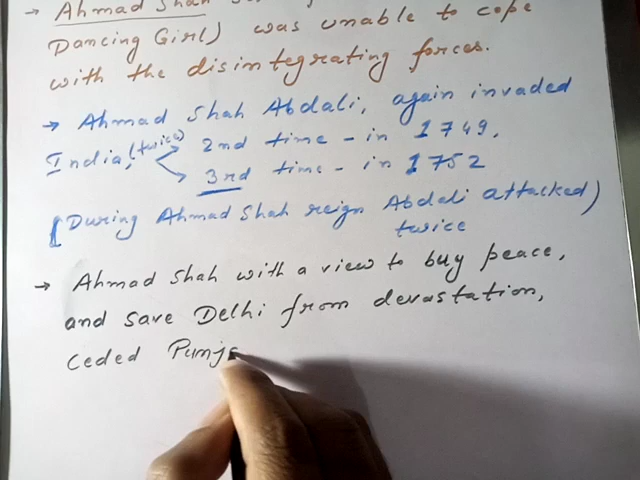 → Ahmad Shah
Dancing Girl) was unable to cope
with the disintegrating forces.
→ Ahmad Shah Abdali, again invaded
India, (twice) 2nd time - in 1749.
3rd time - in 1752
[During Ahmad Shah reign Abdali attacked)
twice
→ Ahmad Shah with a view to buy peace,
and save Delhi from devastation,
Ceded Punja